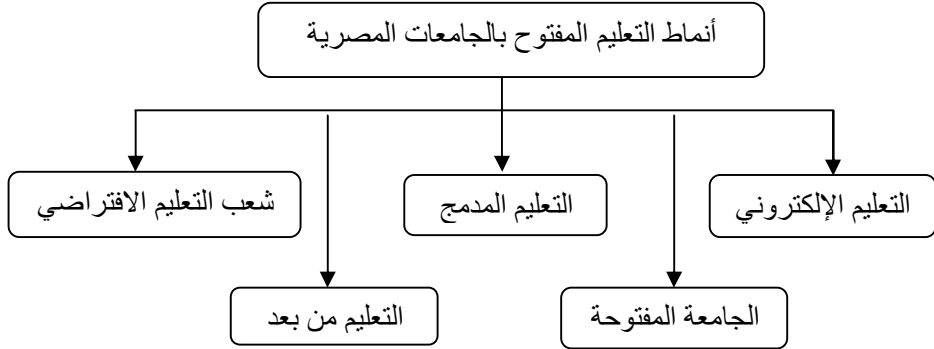 أنماط التعليم المفتوح بالجامعات المصرية
التعليم الإلكتروني
التعليم المدمج
شعب التعليم الافتراضي
الجامعة المفتوحة
التعليم من بعد